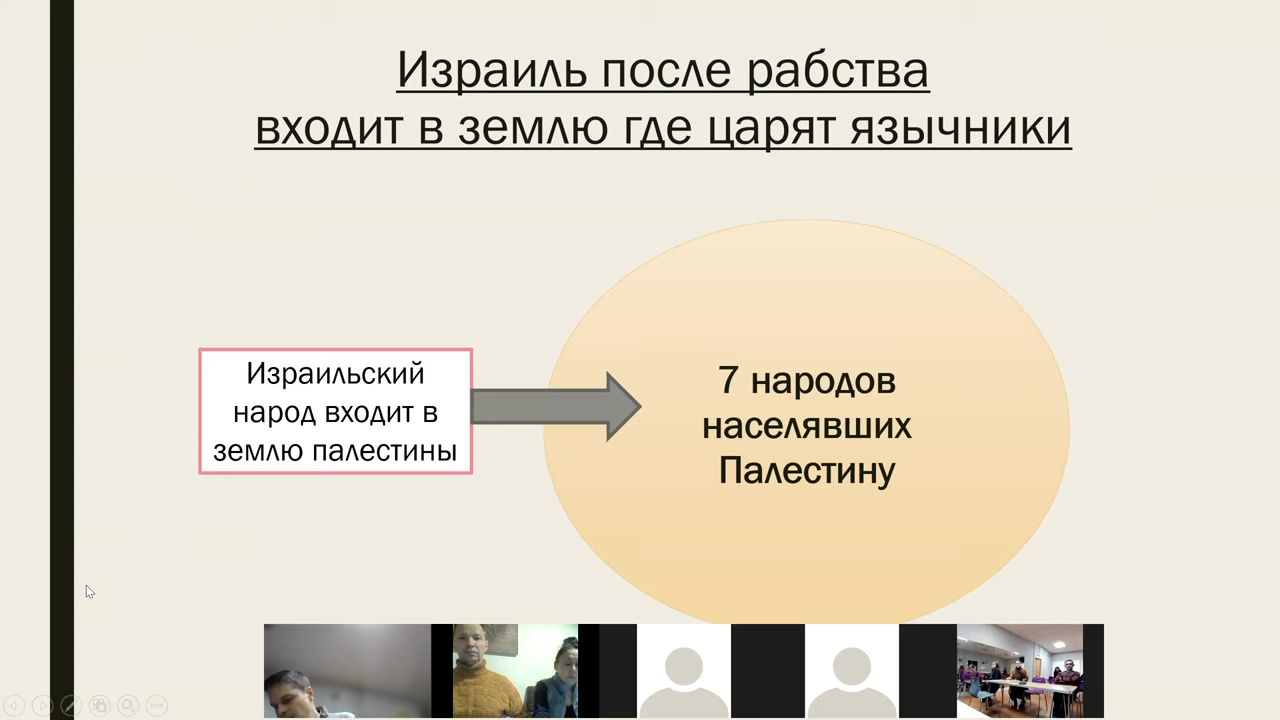 Израиль после рабства
входит в землю где царят язычники
Израильский
народ входит в
землю палестины
7 народов
населявших
Палестину